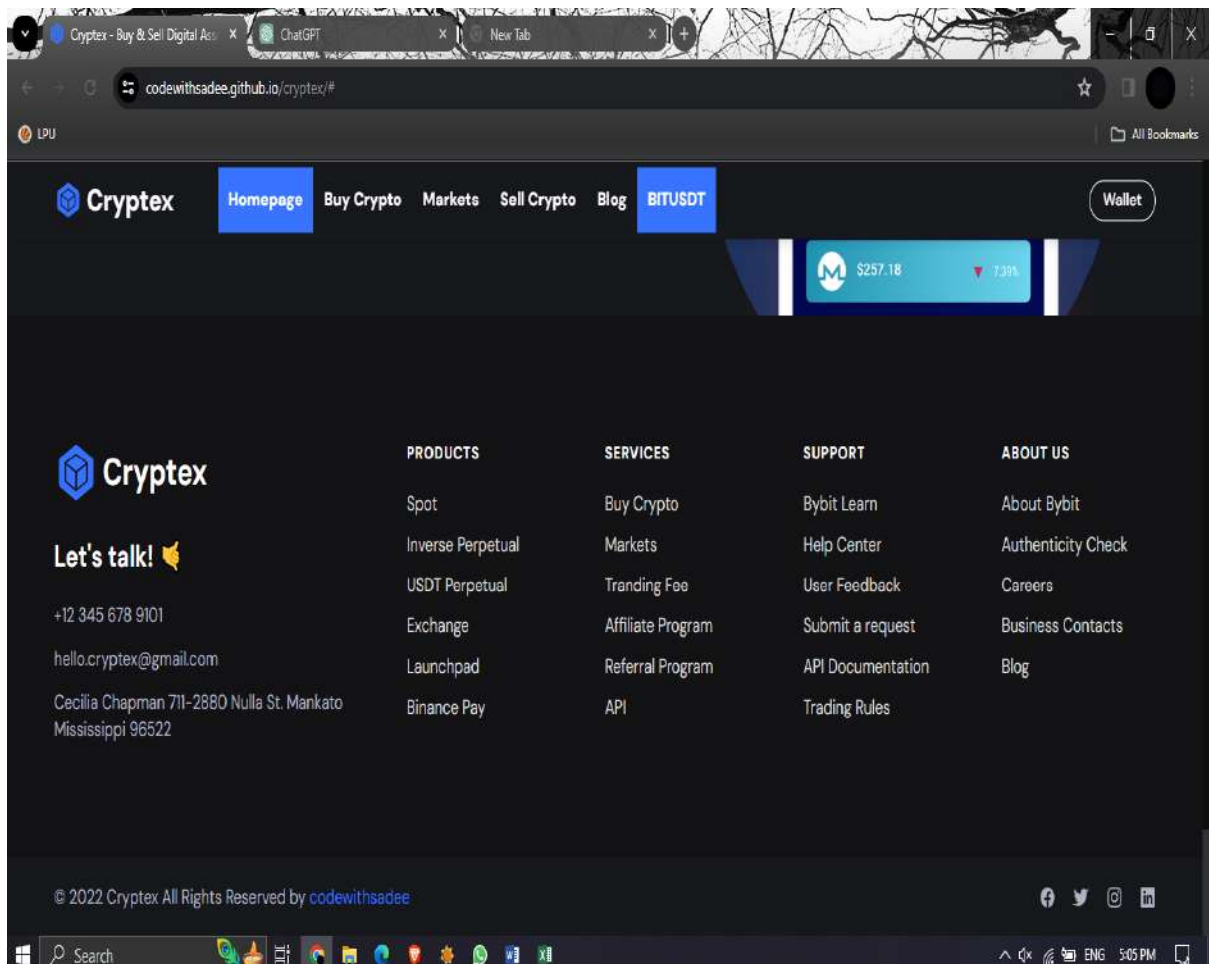 Cryptex - Buy & Sell Digital Ass
ChatGPT
New Tab
codewithsadee.github.io/cryptex/#
LPU
All Bookmarks
Cryptex
Homepage
Buy Crypto
Markets
Sell Crypto
Blog
BITUSDT
Wallet
$257.18
7.39%
Cryptex
Let's talk!
+12 345 678 9101
hello.cryptex@gmail.com
Cecilia Chapman 711-2880 Nulla St. Mankato
Mississippi 96522
PRODUCTS
Spot
Inverse Perpetual
USDT Perpetual
Exchange
Launchpad
Binance Pay
SERVICES
Buy Crypto
Markets
Tranding Fee
Affiliate Program
Referral Program
API
SUPPORT
Bybit Learn
Help Center
User Feedback
Submit a request
API Documentation
Trading Rules
ABOUT US
About Bybit
Authenticity Check
Careers
Business Contacts
Blog
© 2022 Cryptex All Rights Reserved by codewithsadee
Search
ENG
5:05 PM